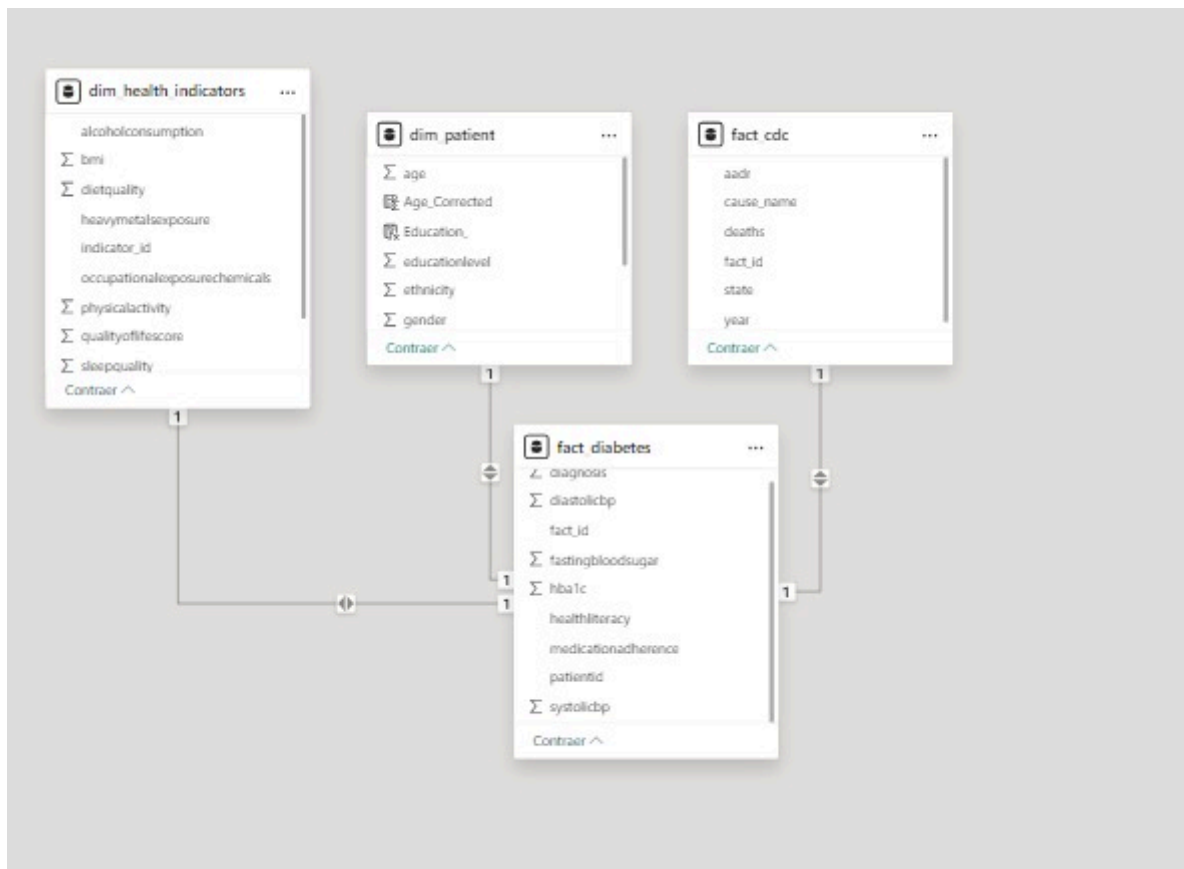 dim_health_indicators
alcoholconsumption
Σ bmi
Σ dietquality
heavymetalsexposure
indicator_id
occupationalexposurechemicals
Σ physicalactivity
Σ qualityoflifescore
Σ sleepquality
Contraer
1
dim_patient
Σ age
Age_Corrected
Education_
Σ educationlevel
Σ ethnicity
Σ gender
Contraer
1
fact_cdc
aadr
cause_name
deaths
fact_id
state
year
Contraer
1
fact_diabetes
Σ diagnosis
Σ diastolicbp
fact_id
Σ fastingbloodsugar
Σ hba1c
healthliteracy
medicationadherence
patientid
Σ systolicbp
Contraer
1
1
1